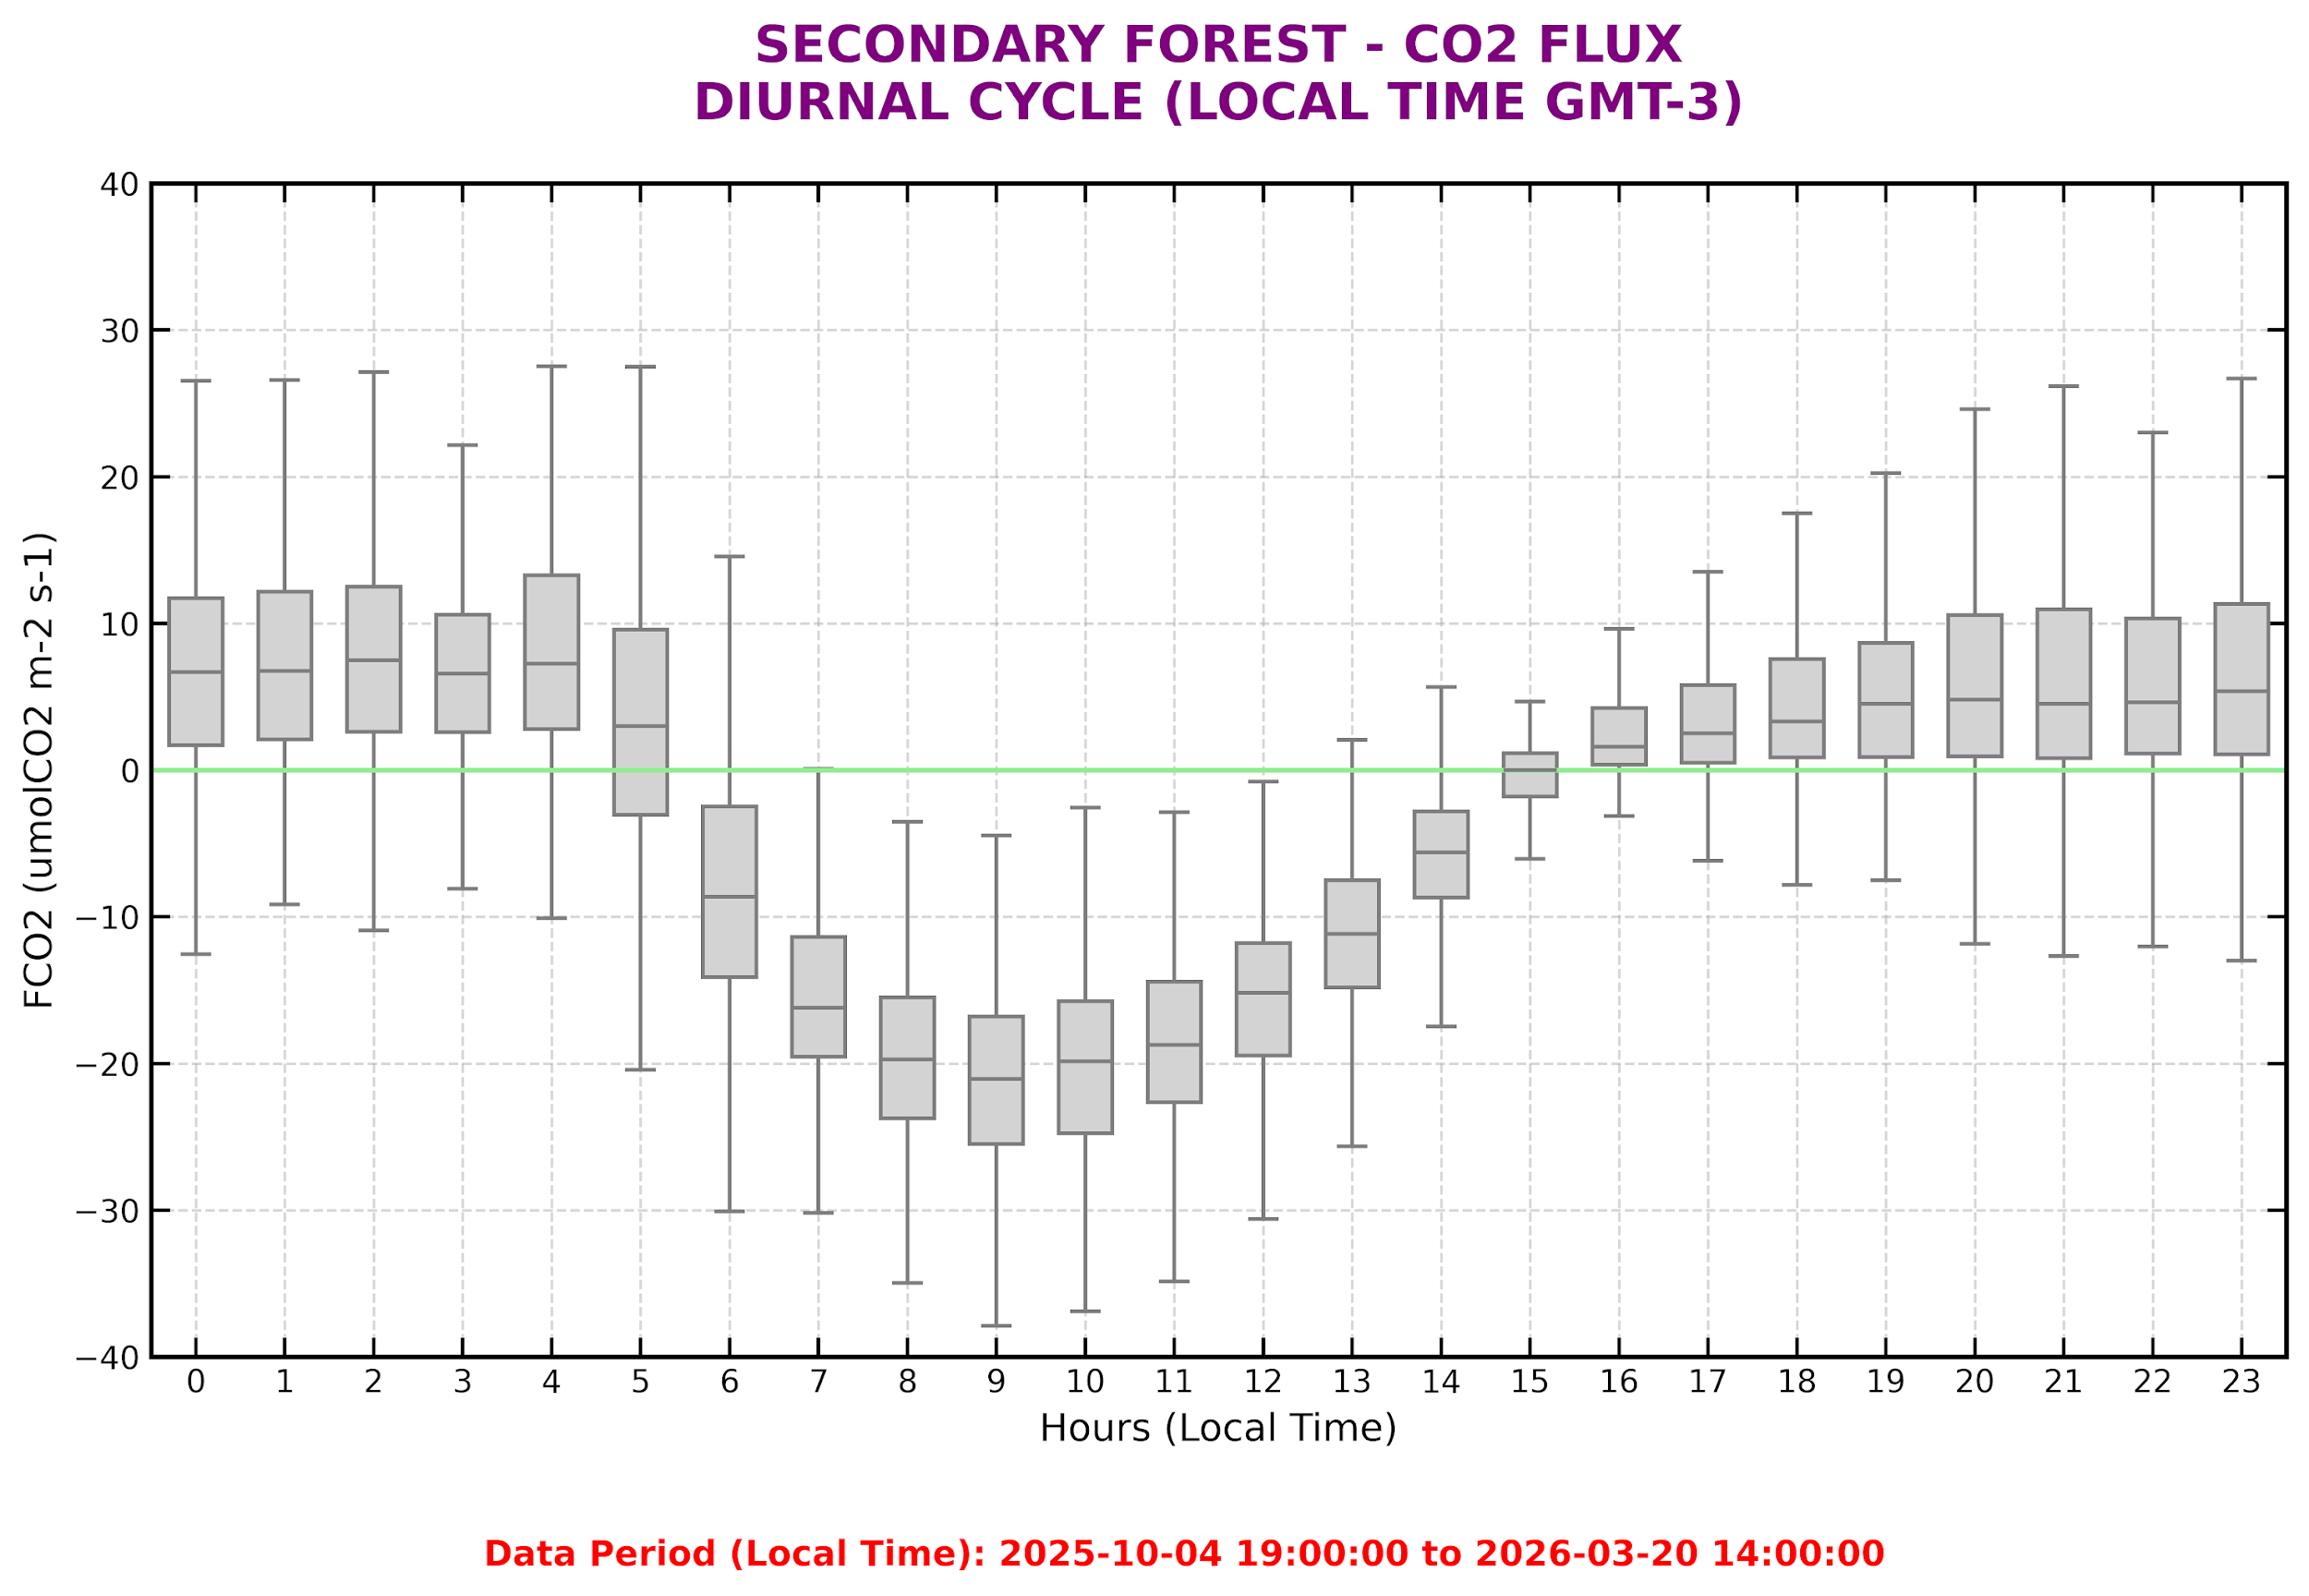 SECONDARY FOREST - CO2 FLUX
DIURNAL CYCLE (LOCAL TIME GMT-3)
40
30
20
10
0
−10
−20
−30
−40
FCO2 (umolCO2 m-2 s-1)
0 1 2 3 4 5 6 7 8 9 10 11 12 13 14 15 16 17 18 19 20 21 22 23
Hours (Local Time)
Data Period (Local Time): 2025-10-04 19:00:00 to 2026-03-20 14:00:00